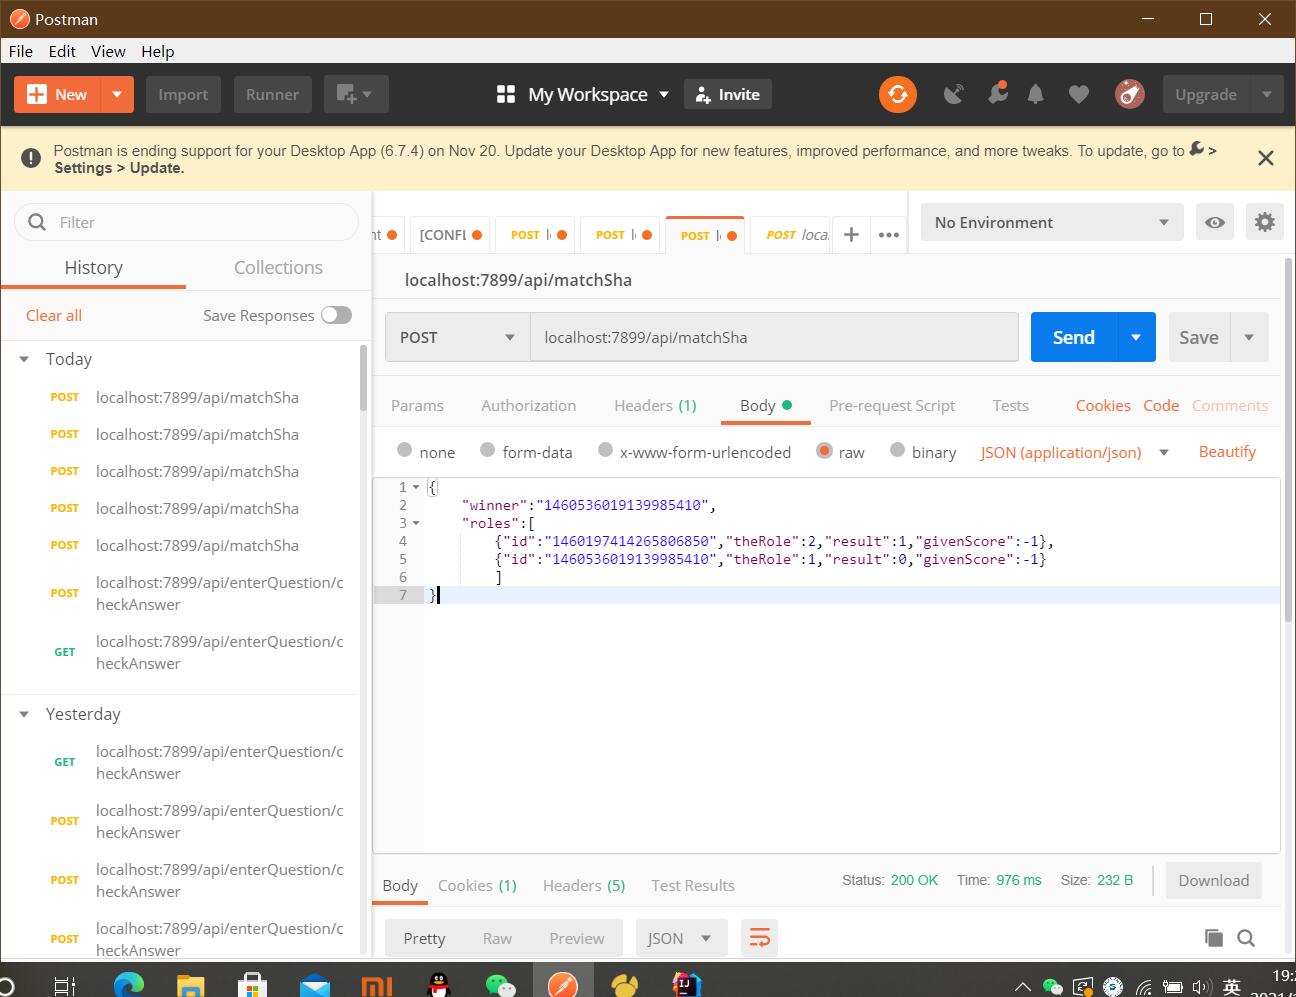 Postman
File Edit View Help
New Import Runner My Workspace Invite Upgrade
Postman is ending support for your Desktop App (6.7.4) on Nov 20. Update your Desktop App for new features, improved performance, and more tweaks. To update, go to >
Settings > Update.
Filter
History Collections
Clear all Save Responses
Today
POST localhost:7899/api/matchSha
POST localhost:7899/api/matchSha
POST localhost:7899/api/matchSha
POST localhost:7899/api/matchSha
POST localhost:7899/api/matchSha
POST localhost:7899/api/enterQuestion/c
heckAnswer
GET localhost:7899/api/enterQuestion/c
heckAnswer
Yesterday
GET localhost:7899/api/enterQuestion/c
heckAnswer
POST localhost:7899/api/enterQuestion/c
heckAnswer
POST localhost:7899/api/enterQuestion/c
heckAnswer
POST localhost:7899/api/enterQuestion/c
heckAnswer
[CONFL POST POST POST POST loca No Environment
localhost:7899/api/matchSha
POST localhost:7899/api/matchSha Send Save
Params Authorization Headers (1) Body Pre-request Script Tests Cookies Code Comments
none form-data x-www-form-urlencoded raw binary JSON (application/json) Beautify
1 {
2 "winner":"1460536019139985410",
3 "roles":[
4 {"id":"1460197414265806850","theRole":2,"result":1,"givenScore":-1},
5 {"id":"1460536019139985410","theRole":1,"result":0,"givenScore":-1}
6 ]
7 }
Body Cookies (1) Headers (5) Test Results Status: 200 OK Time: 976 ms Size: 232 B Download
Pretty Raw Preview JSON
英